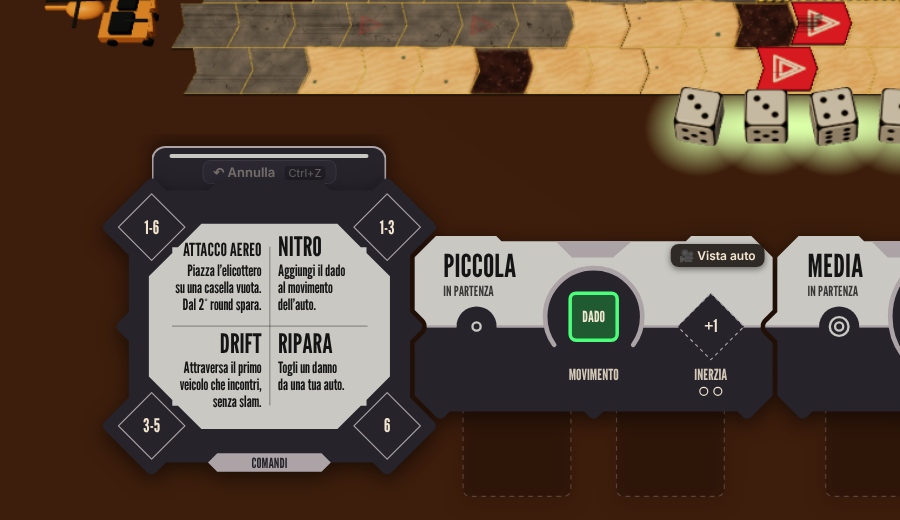 ↶ Annulla Ctrl+Z
1-6
1-3
ATTACCO AEREO
Piazza l'elicottero
su una casella vuota.
Dal 2° round spara.
NITRO
Aggiungi il dado
al movimento
dell'auto.
DRIFT
Attraversa il primo
veicolo che incontri,
senza slam.
RIPARA
Togli un danno
da una tua auto.
3-5
6
COMANDI
PICCOLA
IN PARTENZA
Vista auto
DADO
+1
MOVIMENTO
INERZIA
MEDIA
IN PARTENZA